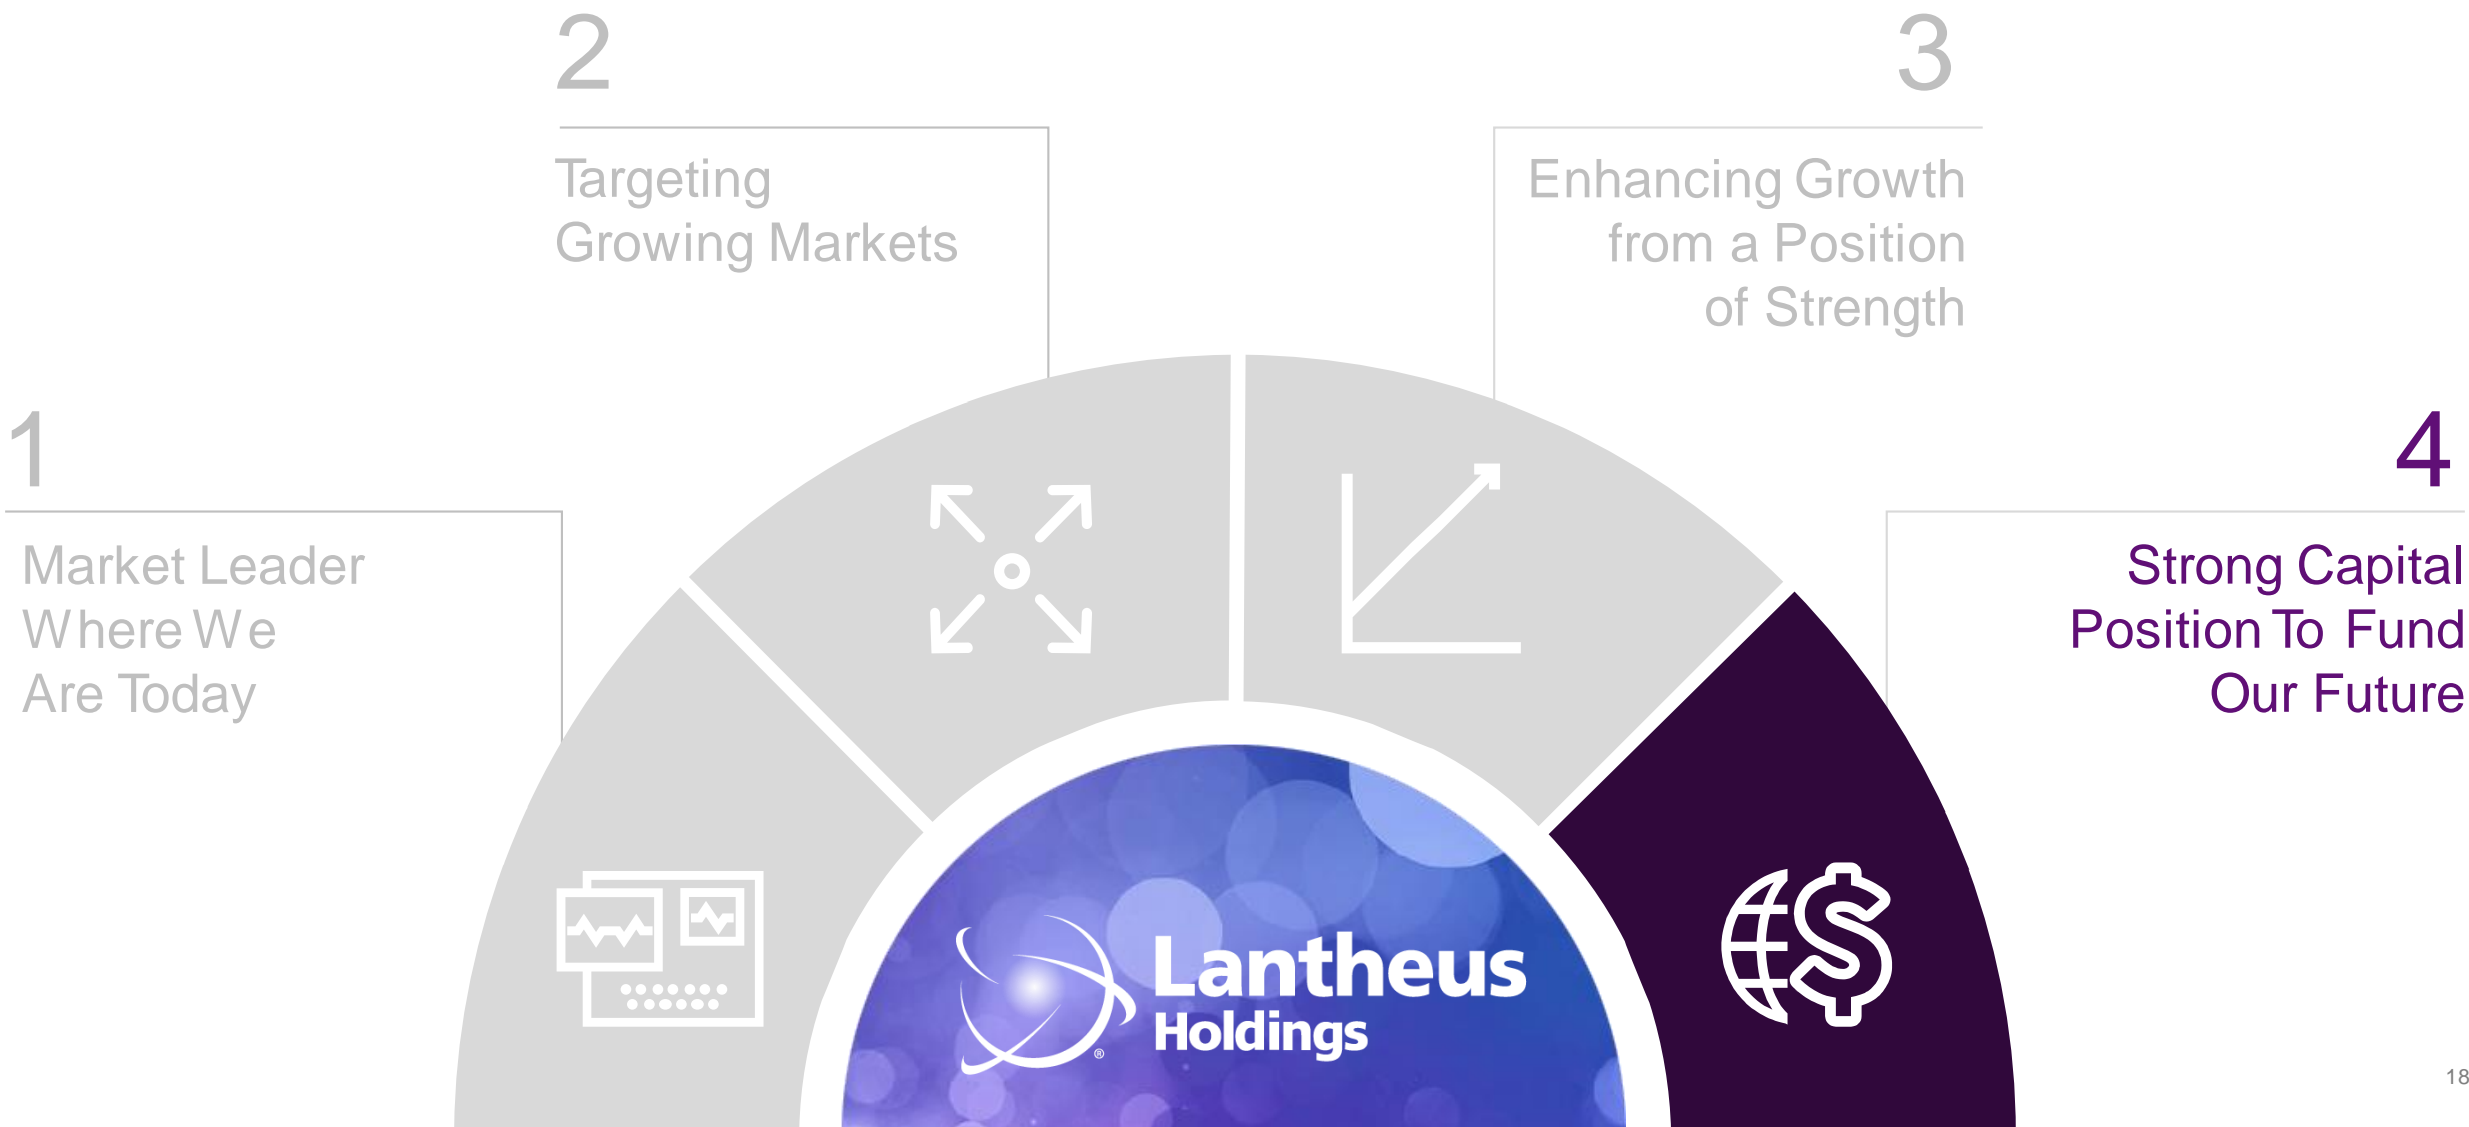 1
Market Leader
Where We
Are Today
2
Targeting
Growing Markets
3
Enhancing Growth
from a Position
of Strength
4
Strong Capital
Position To Fund
Our Future
Lantheus
Holdings
®
18